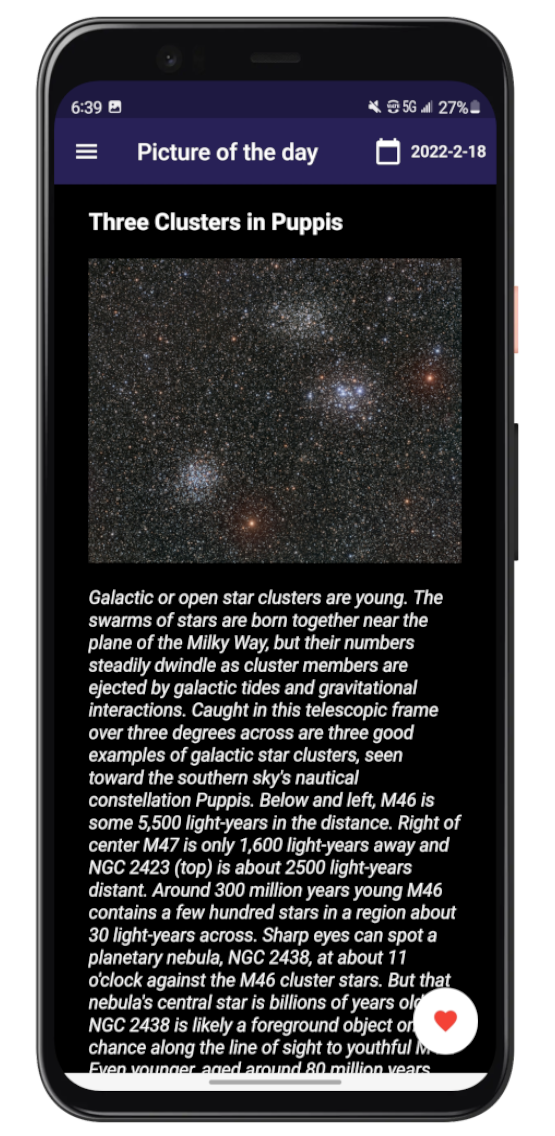 6:39 5G 27%
Picture of the day 2022-2-18
Three Clusters in Puppis
Galactic or open star clusters are young. The
swarms of stars are born together near the
plane of the Milky Way, but their numbers
steadily dwindle as cluster members are
ejected by galactic tides and gravitational
interactions. Caught in this telescopic frame
over three degrees across are three good
examples of galactic star clusters, seen
toward the southern sky's nautical
constellation Puppis. Below and left, M46 is
some 5,500 light-years in the distance. Right of
center M47 is only 1,600 light-years away and
NGC 2423 (top) is about 2500 light-years
distant. Around 300 million years young M46
contains a few hundred stars in a region about
30 light-years across. Sharp eyes can spot a
planetary nebula, NGC 2438, at about 11
o'clock against the M46 cluster stars. But that
nebula's central star is billions of years
NGC 2438 is likely a foreground object
chance along the line of sight to youthful
Even younger, aged around 80 million years